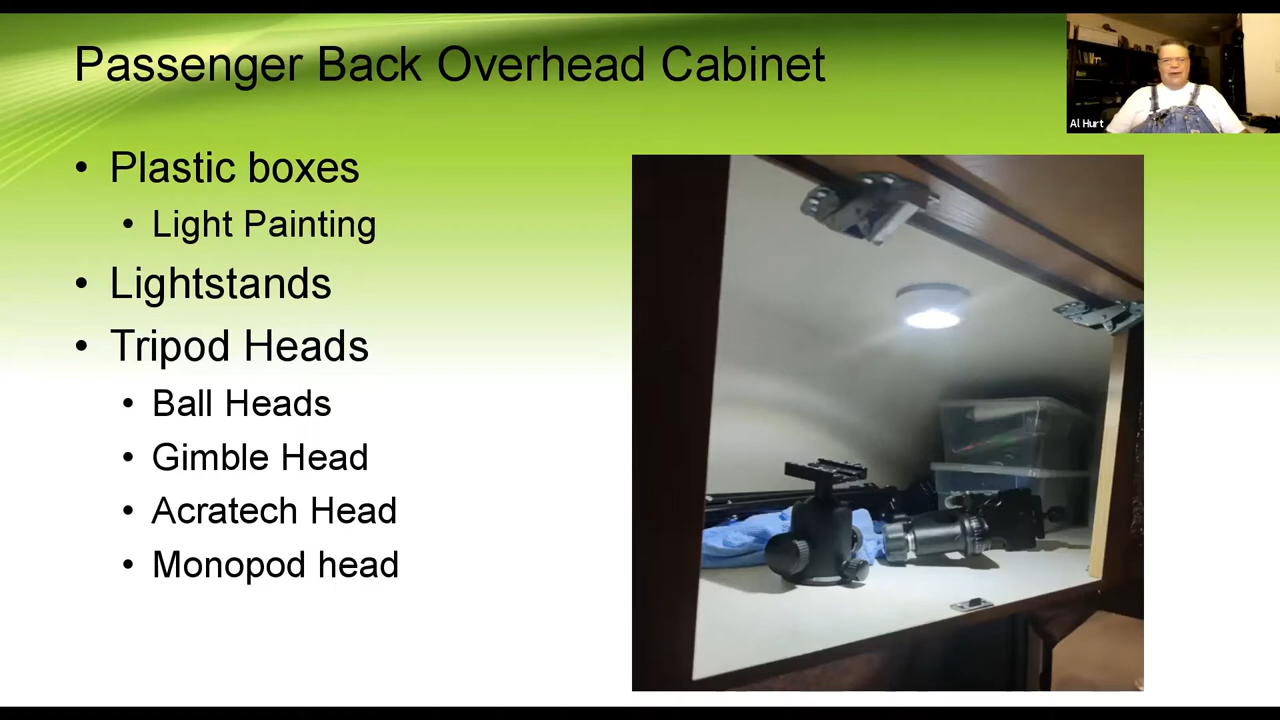 Passenger Back Overhead Cabinet
Al Hurt
• Plastic boxes
• Light Painting
• Lightstands
• Tripod Heads
• Ball Heads
• Gimble Head
• Acratech Head
• Monopod head